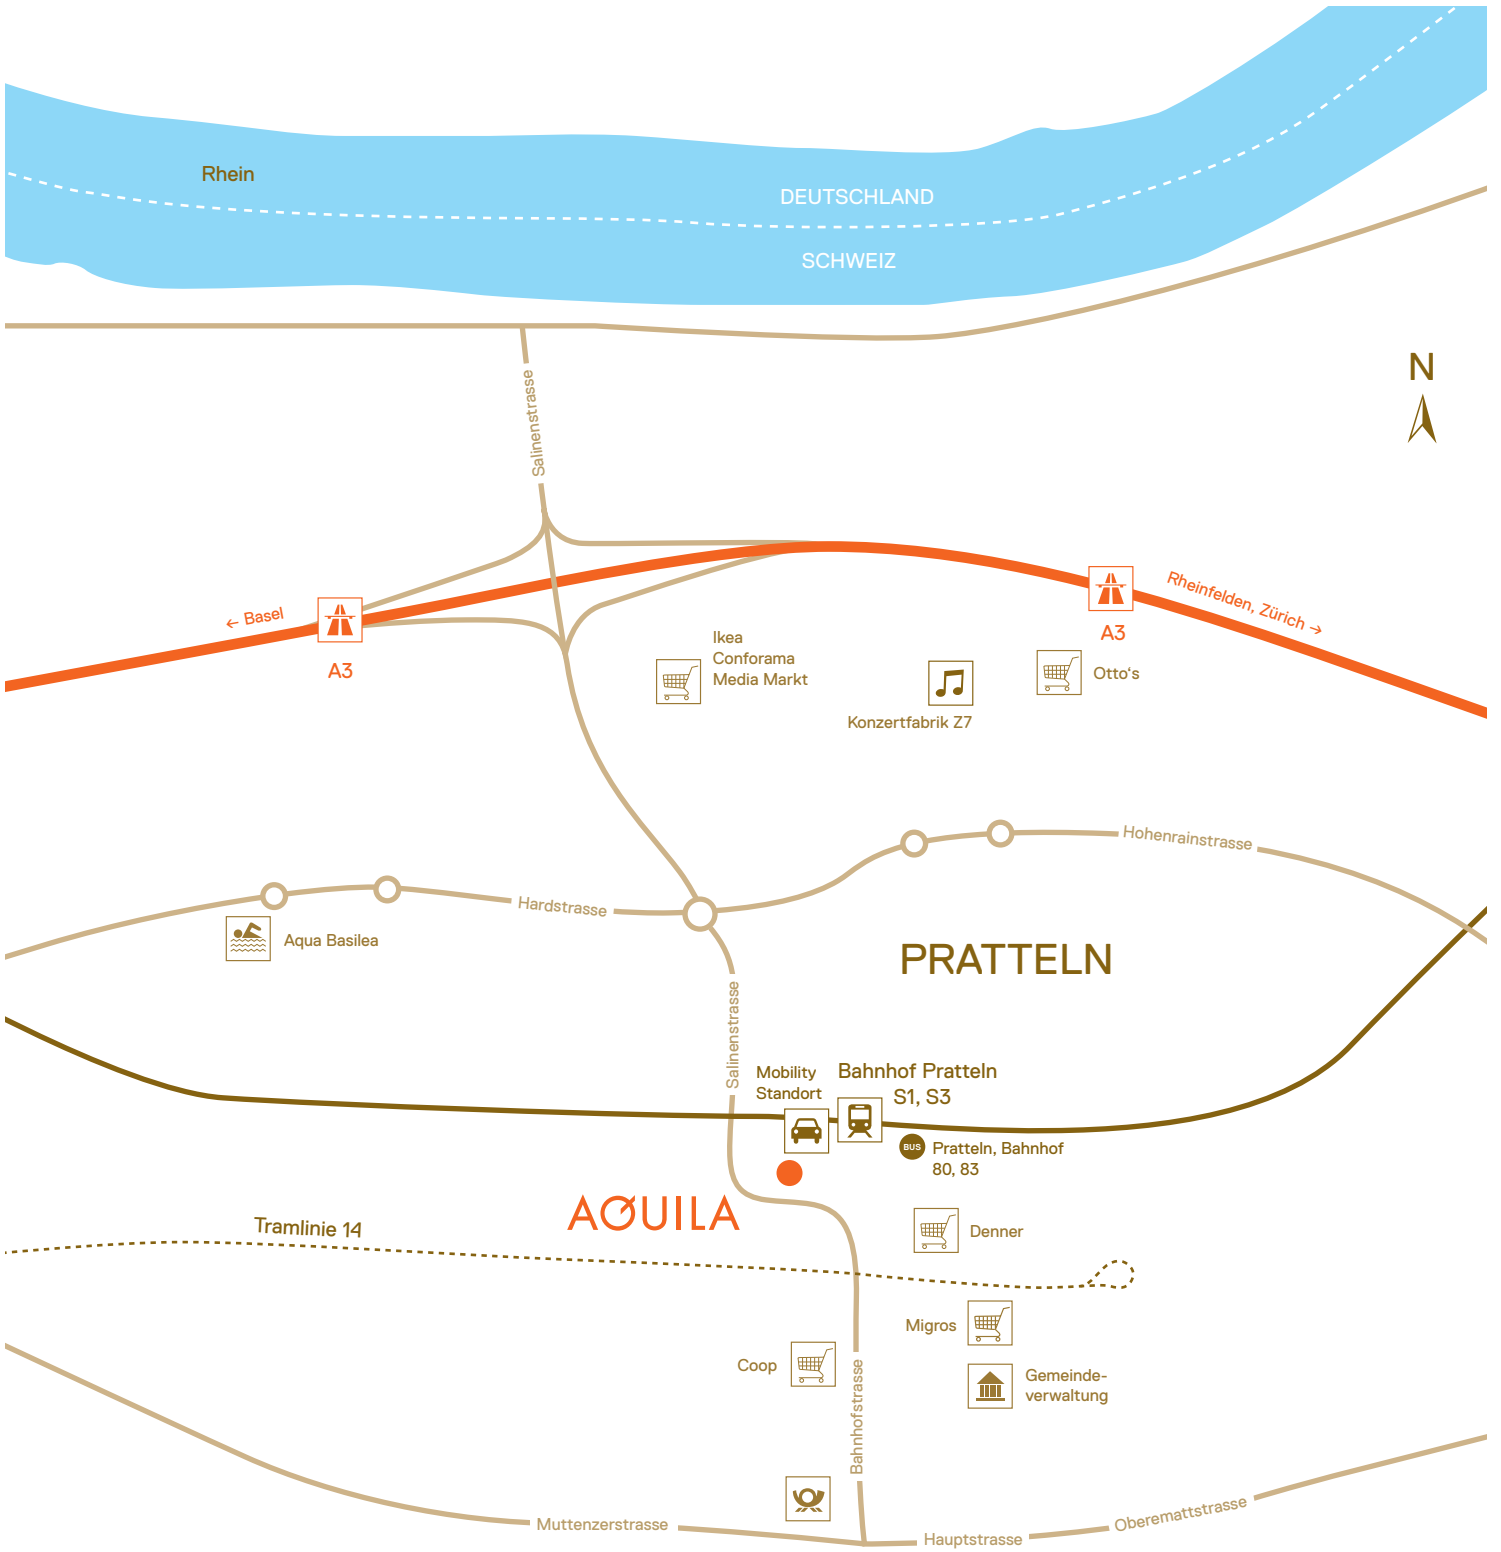 Rhein
DEUTSCHLAND
SCHWEIZ
N
Salinenstrasse
← Basel
A3
Rheinfelden, Zürich →
A3
Ikea
Conforama
Media Markt
Konzertfabrik Z7
Otto‘s
Hohenrainstrasse
Hardstrasse
Aqua Basilea
PRATTELN
Salinenstrasse
Mobility
Standort
Bahnhof Pratteln
S1, S3
BUS
Pratteln, Bahnhof
80, 83
AQUILA
Tramlinie 14
Denner
Migros
Coop
Gemeinde-
verwaltung
Bahnhofstrasse
Muttenzerstrasse
Hauptstrasse
Oberemattstrasse